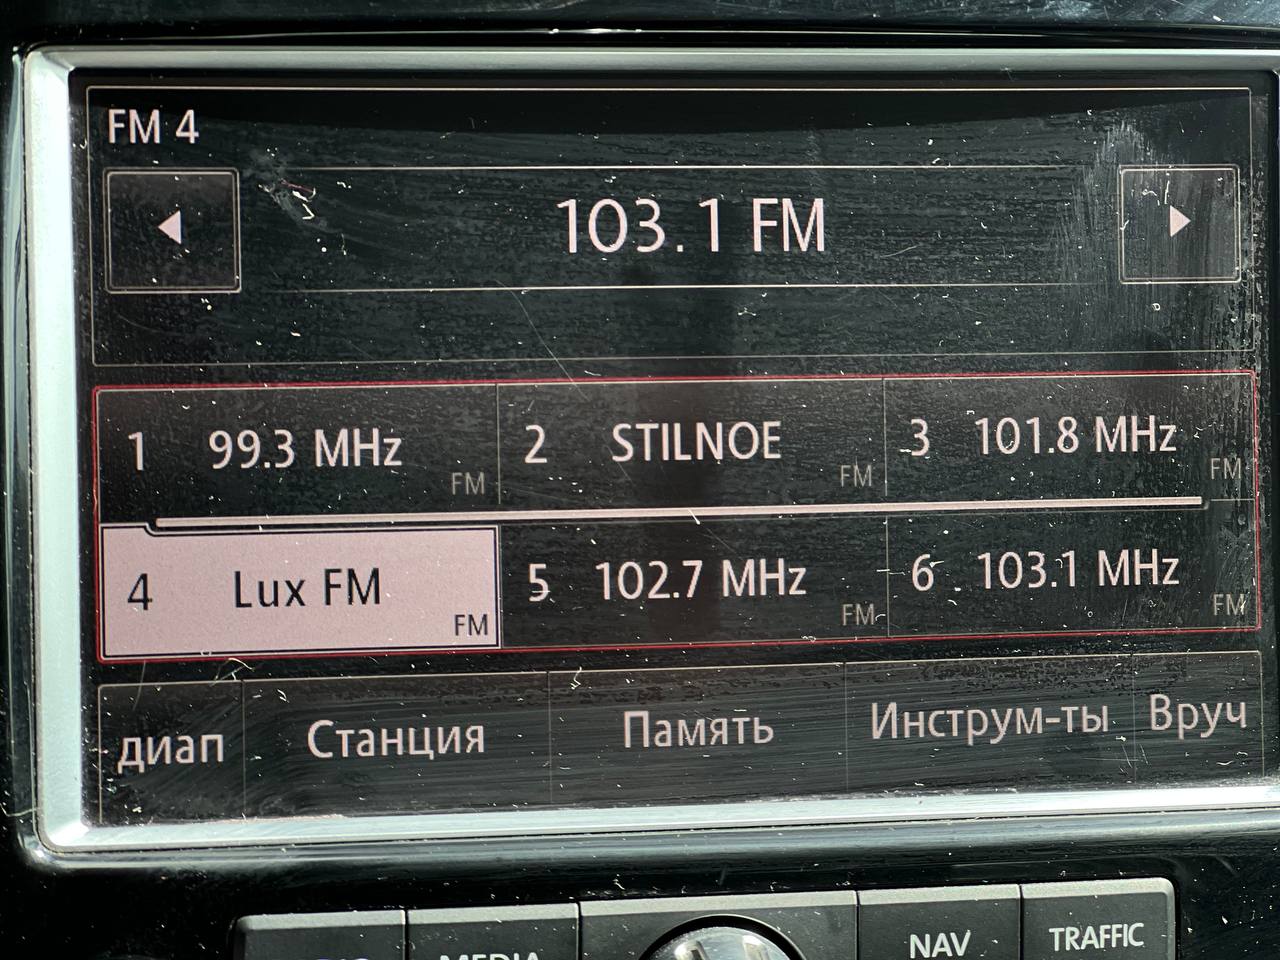 FM 4
103.1 FM
1 99.3 MHz FM
2 STILNOE FM
3 101.8 MHz FM
4 Lux FM FM
5 102.7 MHz FM
6 103.1 MHz FM
диап Станция Память Инструм-ты Вруч
MEDIA NAV TRAFFIC